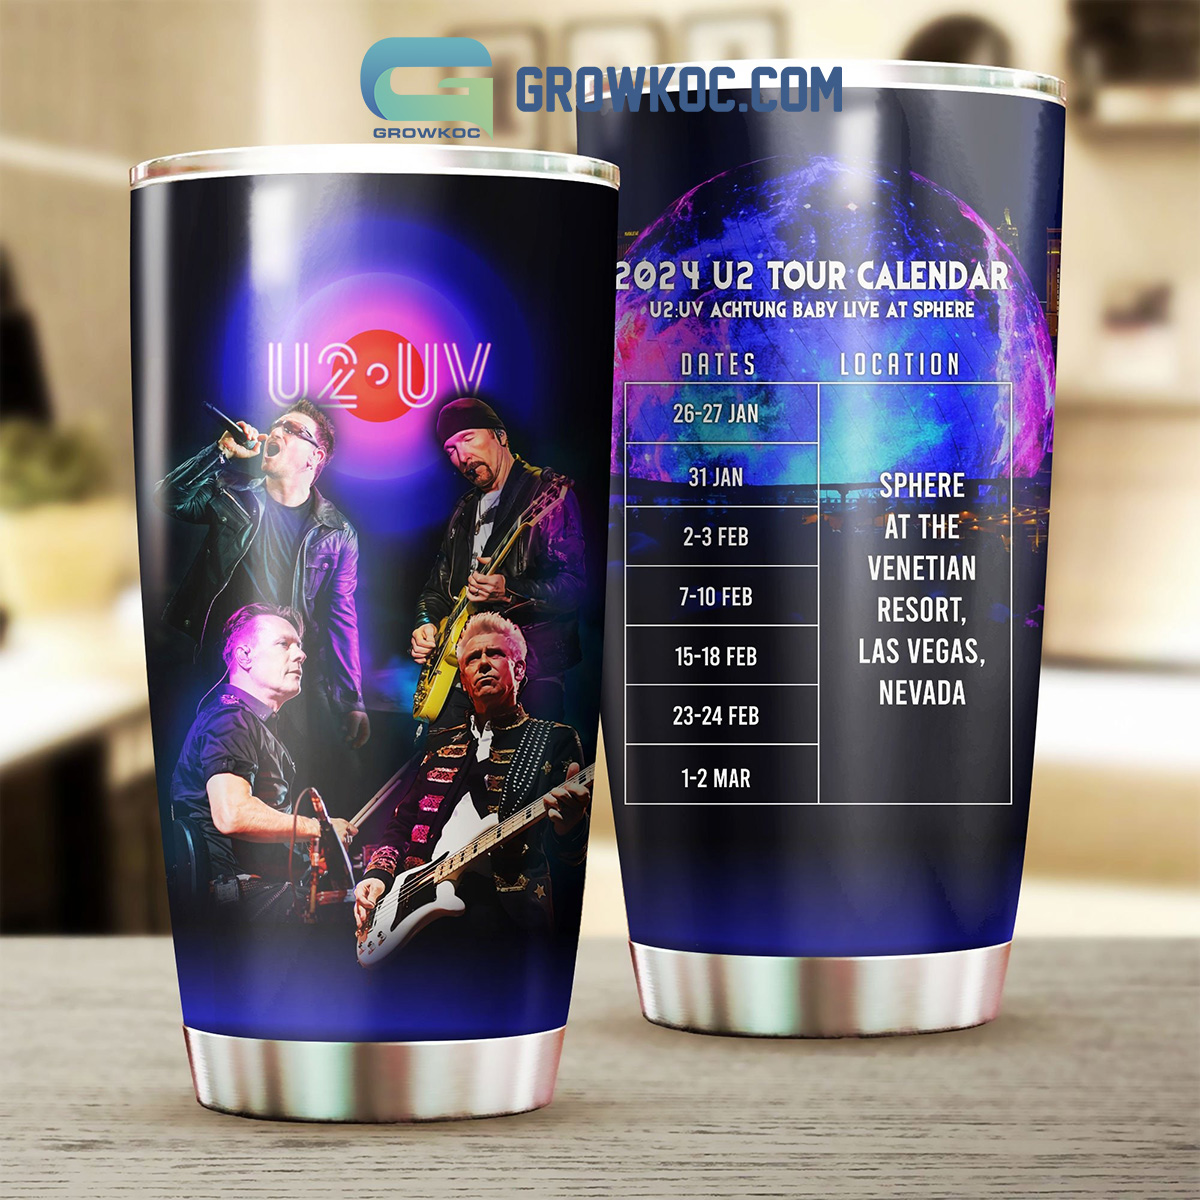 GROWKOC
GROWKOC.COM
U2•UV
2024 U2 TOUR CALENDAR
U2:UV ACHTUNG BABY LIVE AT SPHERE
DATES LOCATION
26-27 JAN
31 JAN
2-3 FEB
7-10 FEB
15-18 FEB
23-24 FEB
1-2 MAR
SPHERE
AT THE
VENETIAN
RESORT,
LAS VEGAS,
NEVADA